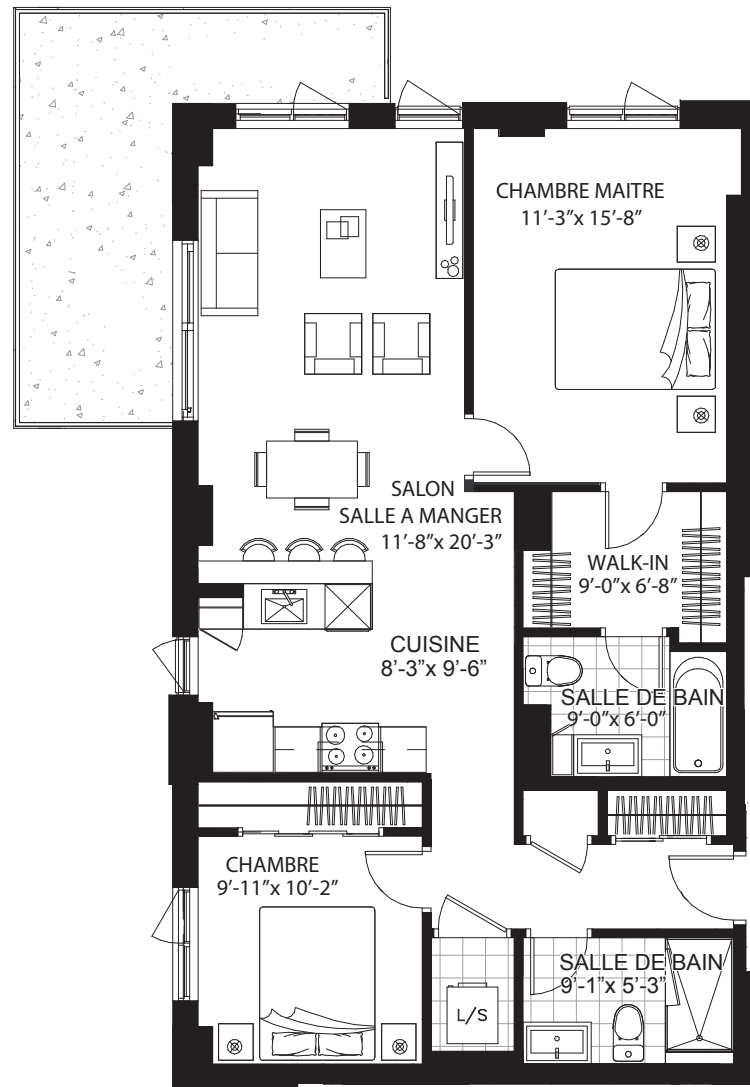 CHAMBRE MAITRE
11'-3”x 15'-8”
SALON
SALLE A MANGER
11'-8”x 20'-3”
WALK-IN
9'-0”x 6'-8”
CUISINE
8'-3”x 9'-6”
SALLE DE BAIN
9'-0”x 6'-0”
CHAMBRE
9'-11”x 10'-2”
SALLE DE BAIN
9'-1”x 5'-3”
L/S